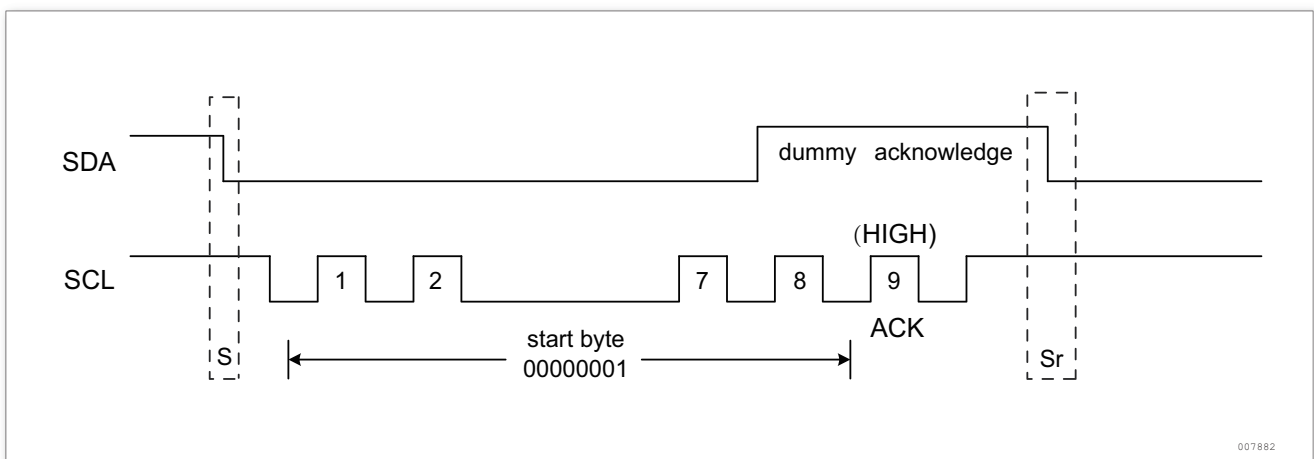 SDA
dummy acknowledge
(HIGH)
SCL
1
2
7
8
9
ACK
start byte
00000001
S
Sr
007882